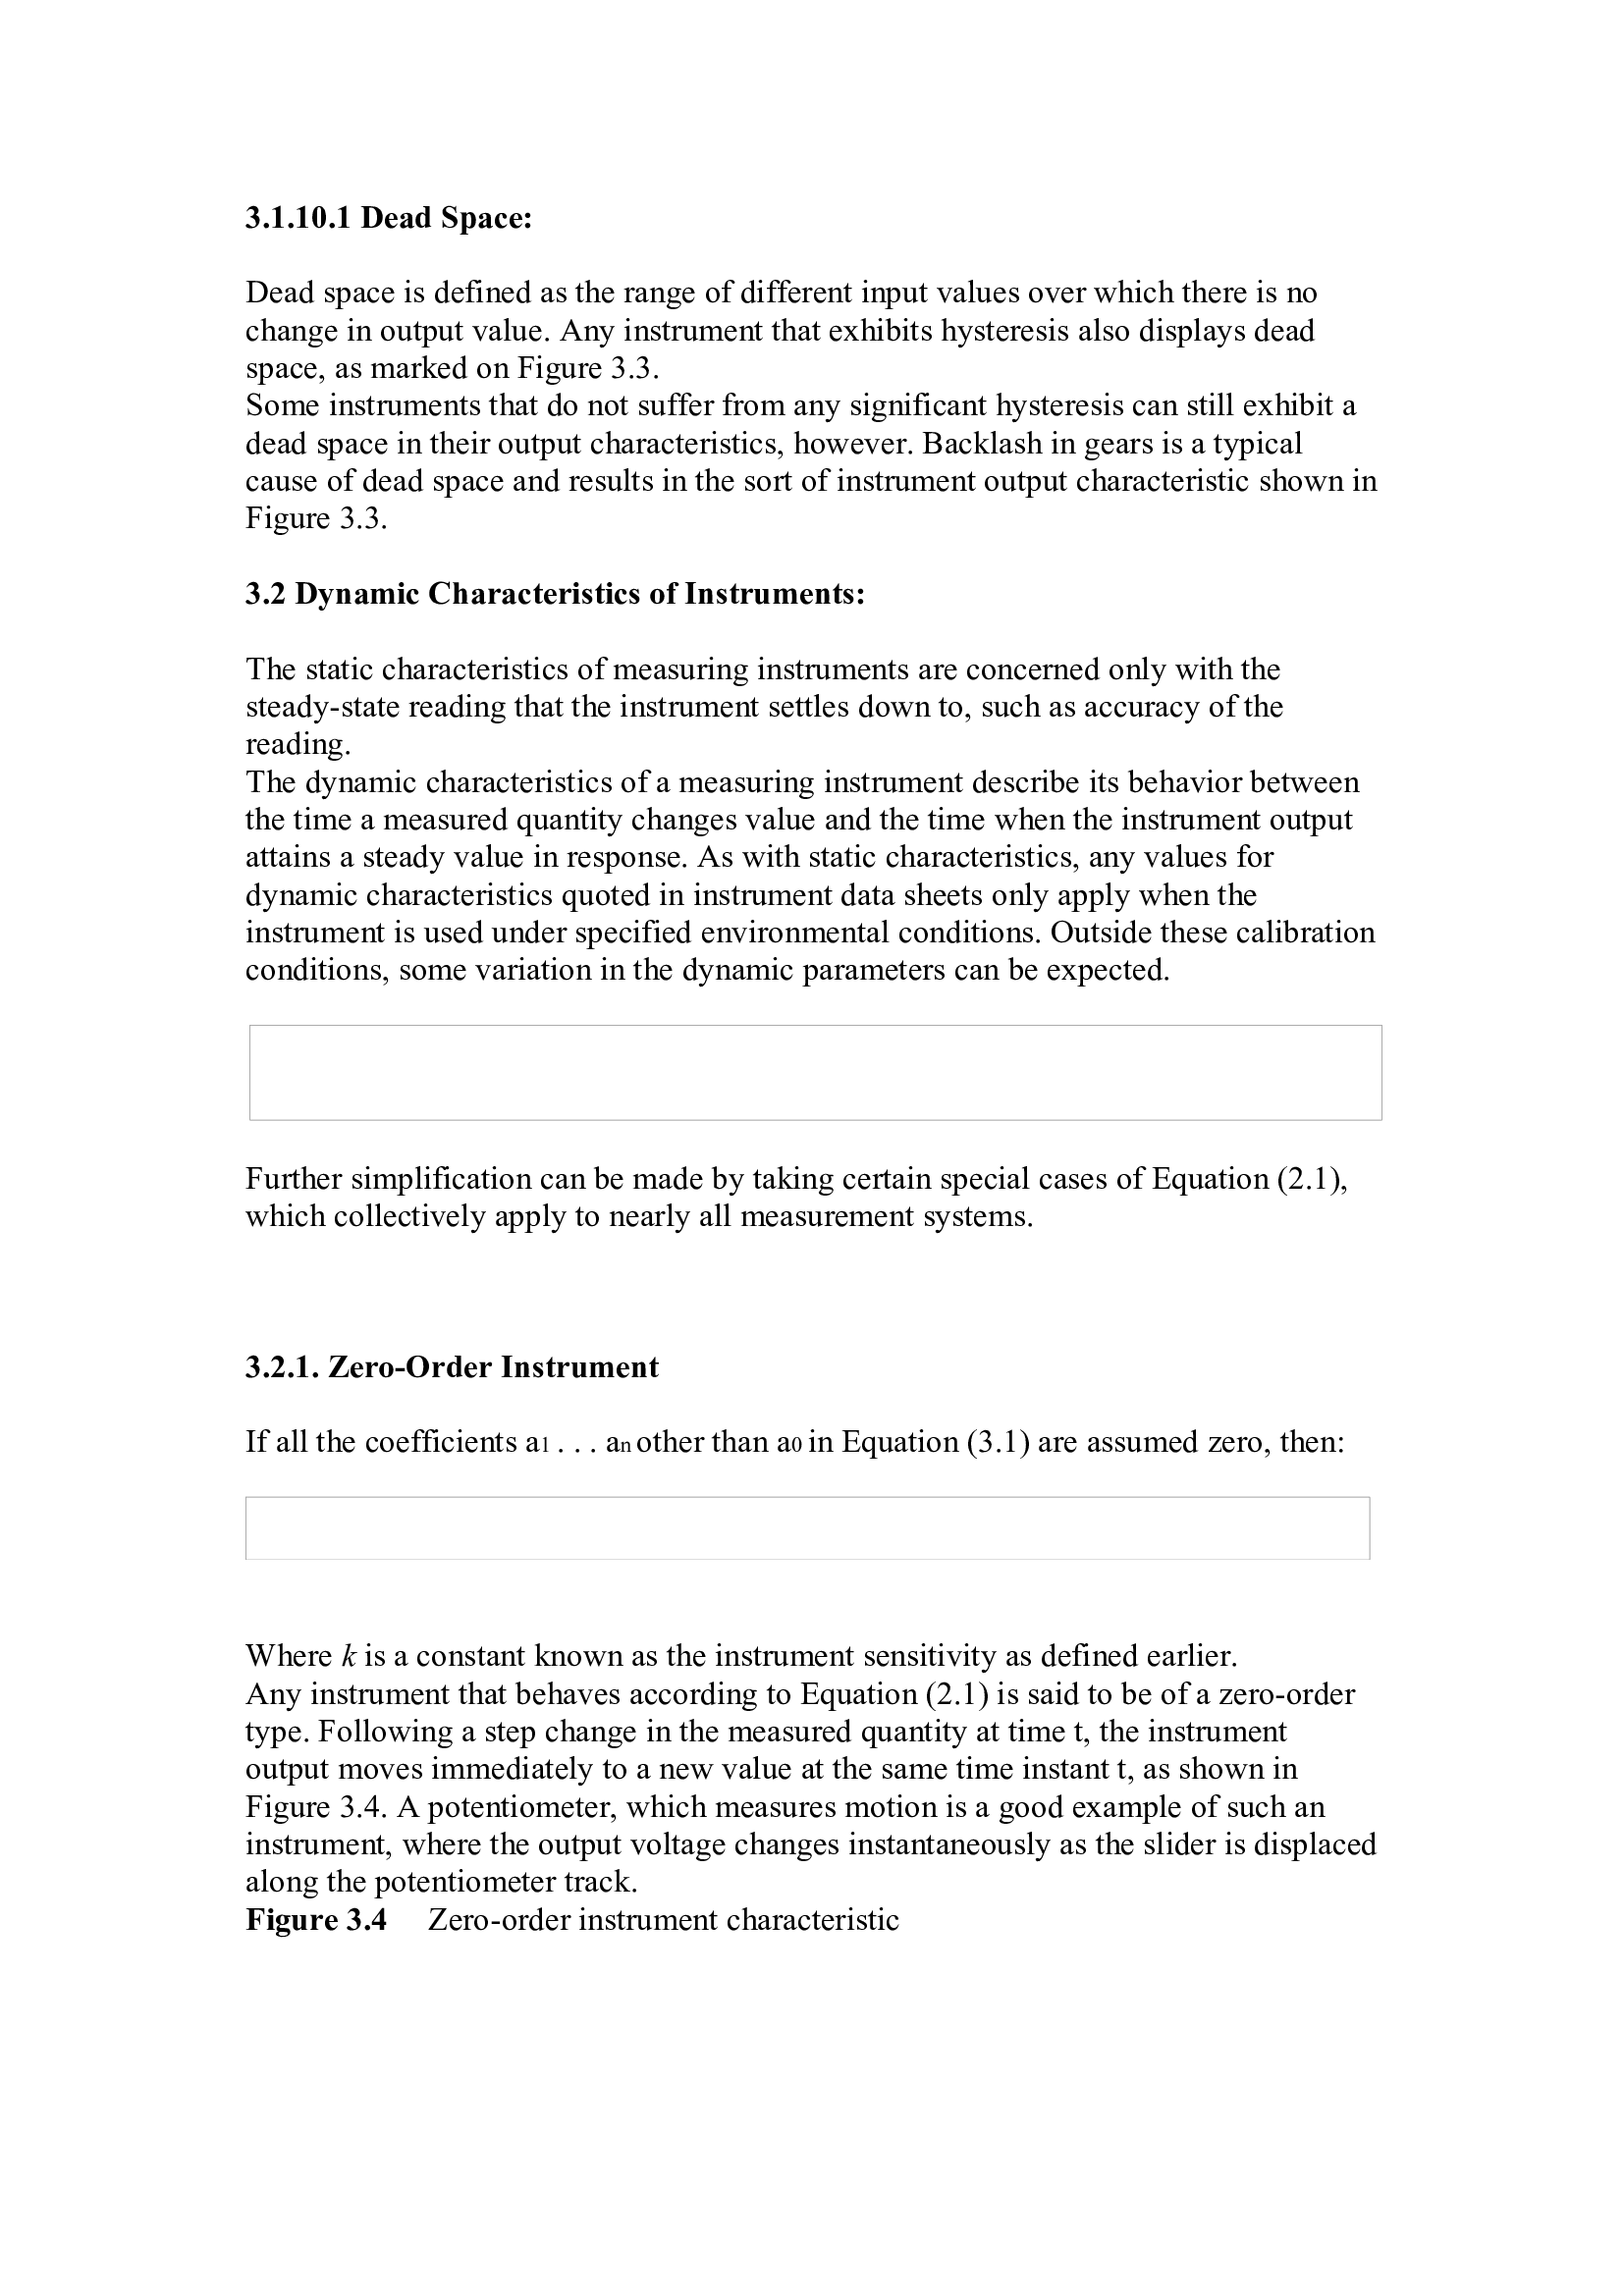 3.1.10.1 Dead Space:
Dead space is defined as the range of different input values over which there is no
change in output value. Any instrument that exhibits hysteresis also displays dead
space, as marked on Figure 3.3.
Some instruments that do not suffer from any significant hysteresis can still exhibit a
dead space in their output characteristics, however. Backlash in gears is a typical
cause of dead space and results in the sort of instrument output characteristic shown in
Figure 3.3.
3.2 Dynamic Characteristics of Instruments:
The static characteristics of measuring instruments are concerned only with the
steady-state reading that the instrument settles down to, such as accuracy of the
reading.
The dynamic characteristics of a measuring instrument describe its behavior between
the time a measured quantity changes value and the time when the instrument output
attains a steady value in response. As with static characteristics, any values for
dynamic characteristics quoted in instrument data sheets only apply when the
instrument is used under specified environmental conditions. Outside these calibration
conditions, some variation in the dynamic parameters can be expected.
Further simplification can be made by taking certain special cases of Equation (2.1),
which collectively apply to nearly all measurement systems.
3.2.1. Zero-Order Instrument
If all the coefficients a1 . . . an other than a0 in Equation (3.1) are assumed zero, then:
Where k is a constant known as the instrument sensitivity as defined earlier.
Any instrument that behaves according to Equation (2.1) is said to be of a zero-order
type. Following a step change in the measured quantity at time t, the instrument
output moves immediately to a new value at the same time instant t, as shown in
Figure 3.4. A potentiometer, which measures motion is a good example of such an
instrument, where the output voltage changes instantaneously as the slider is displaced
along the potentiometer track.
Figure 3.4 Zero-order instrument characteristic